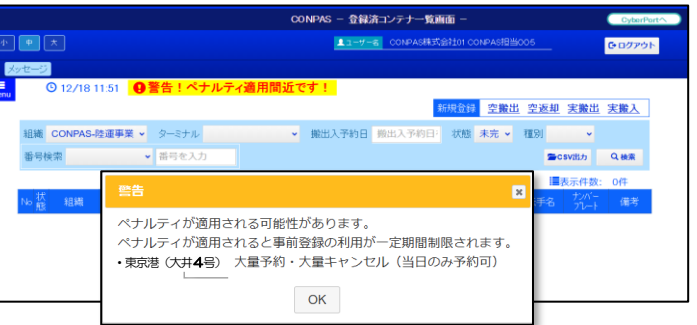 CONPAS － 登録済コンテナ一覧画面 －
CyberPortへ
小 中 大
ユーザー名 CONPAS株式会社01 CONPAS担当006
ログアウト
メッセージ
enu
12/18 11:51 警告！ペナルティ適用間近です！
新規登録 空搬出 空返却 実搬出 実搬入
組織 CONPAS-陸運事業 ターミナル 搬出入予約日 搬出入予約日 状態 未完 種別
番号検索 番号を入力 CSV出力 検索
表示件数: 0件
No 状態 組織 手名 ナンバープレート 備考
警告
ペナルティが適用される可能性があります。
ペナルティが適用されると事前登録の利用が一定期間制限されます。
・東京港（大井4号） 大量予約・大量キャンセル（当日のみ予約可）
OK